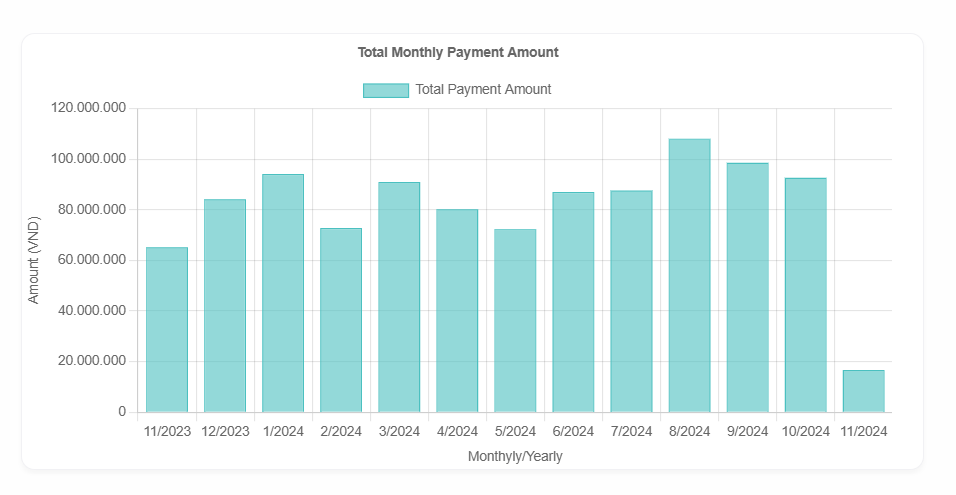 Total Monthly Payment Amount
Total Payment Amount
120.000.000
100.000.000
80.000.000
60.000.000
40.000.000
20.000.000
0
Amount (VND)
11/2023 12/2023 1/2024 2/2024 3/2024 4/2024 5/2024 6/2024 7/2024 8/2024 9/2024 10/2024 11/2024
Monthyly/Yearly